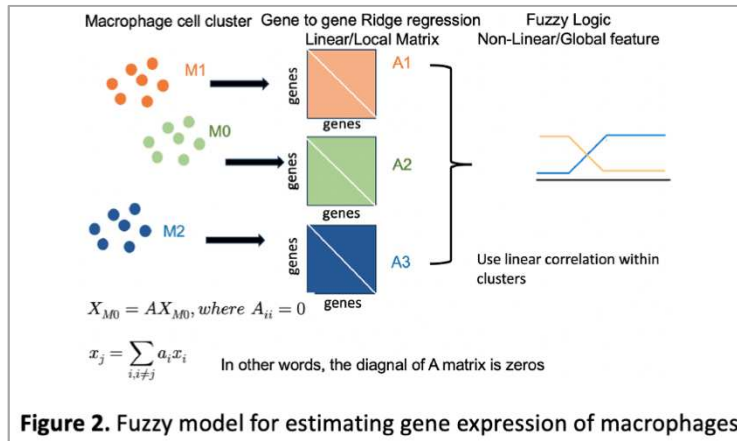 Macrophage cell cluster
Gene to gene Ridge regression
Linear/Local Matrix
Fuzzy Logic
Non-Linear/Global feature
M1
genes
A1
genes
M0
genes
A2
genes
M2
genes
A3
genes
Use linear correlation within
clusters
X_{M0} = AX_{M0}, where A_{ii} = 0
x_j = \sum_{i,i≠j} a_i x_i
In other words, the diagnal of A matrix is zeros
Figure 2. Fuzzy model for estimating gene expression of macrophages